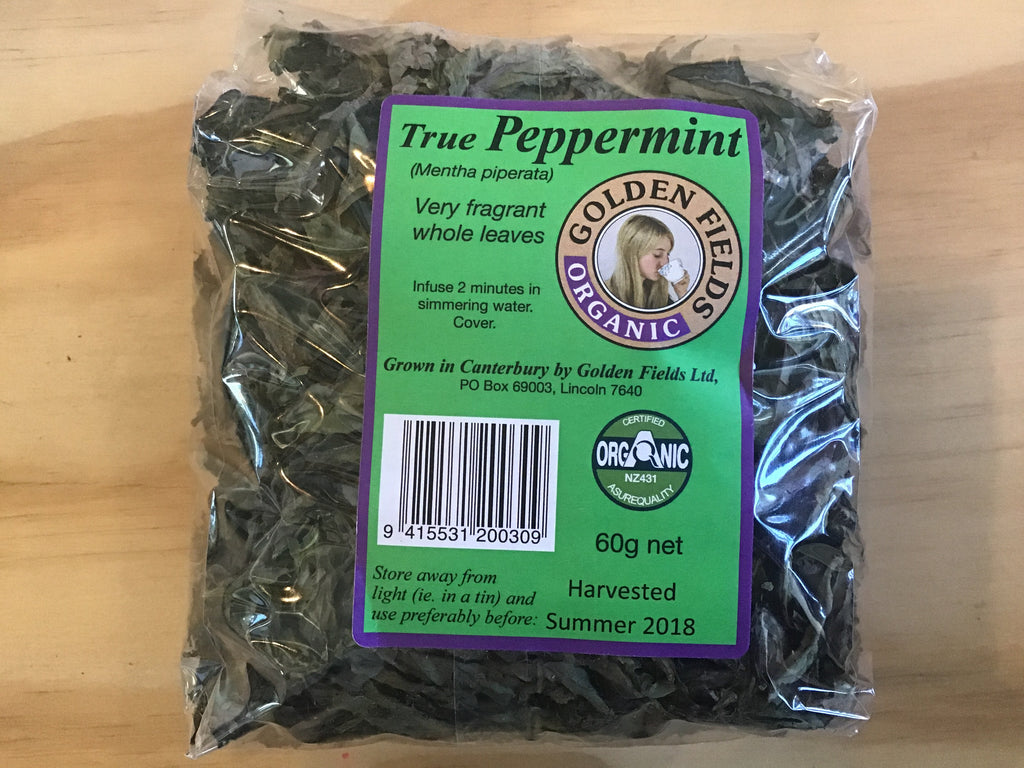 True Peppermint
(Mentha piperata)
Very fragrant
whole leaves
GOLDEN FIELDS
ORGANIC
Infuse 2 minutes in
simmering water.
Cover.
Grown in Canterbury by Golden Fields Ltd,
PO Box 69003, Lincoln 7640
CERTIFIED
ORGANIC
NZ431
ASUREQUALITY
9 415531 200309
60g net
Store away from
light (ie. in a tin) and
use preferably before:
Harvested
Summer 2018